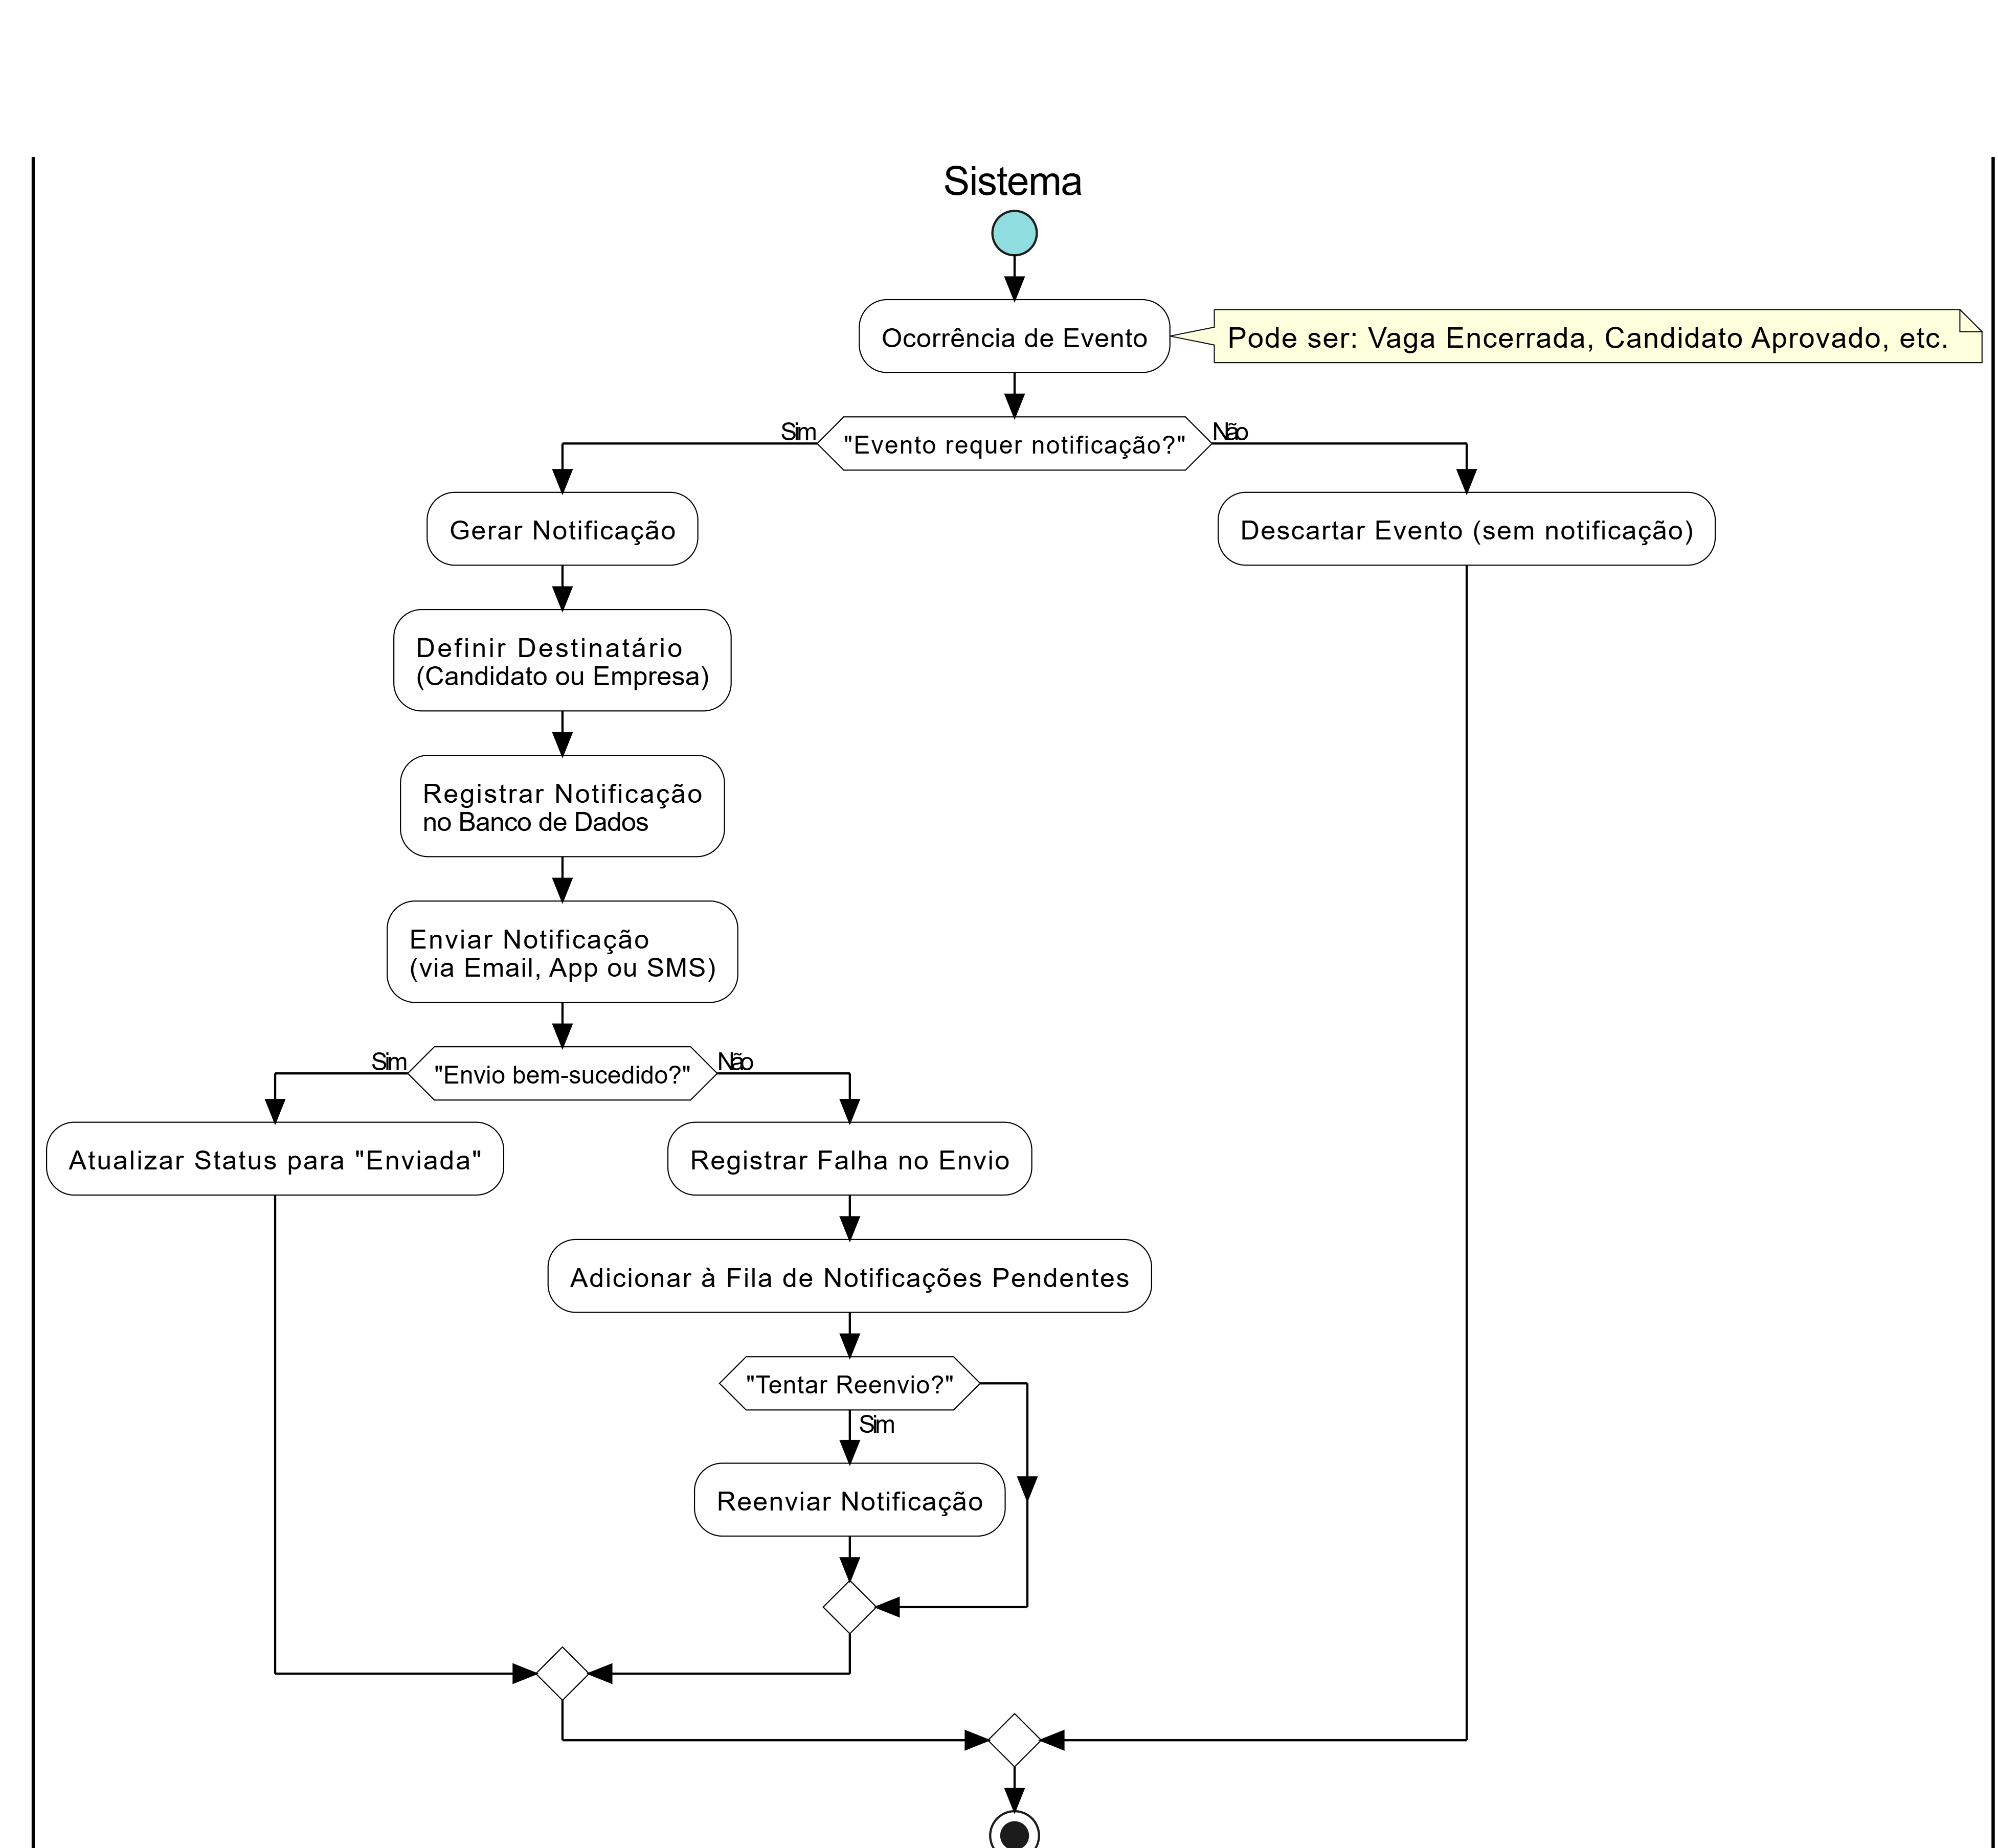 Sistema
Ocorrência de Evento
Pode ser: Vaga Encerrada, Candidato Aprovado, etc.
Sim
"Evento requer notificação?"
Não
Gerar Notificação
Descartar Evento (sem notificação)
Definir Destinatário
(Candidato ou Empresa)
Registrar Notificação
no Banco de Dados
Enviar Notificação
(via Email, App ou SMS)
Sim
"Envio bem-sucedido?"
Não
Atualizar Status para "Enviada"
Registrar Falha no Envio
Adicionar à Fila de Notificações Pendentes
"Tentar Reenvio?"
Sim
Reenviar Notificação